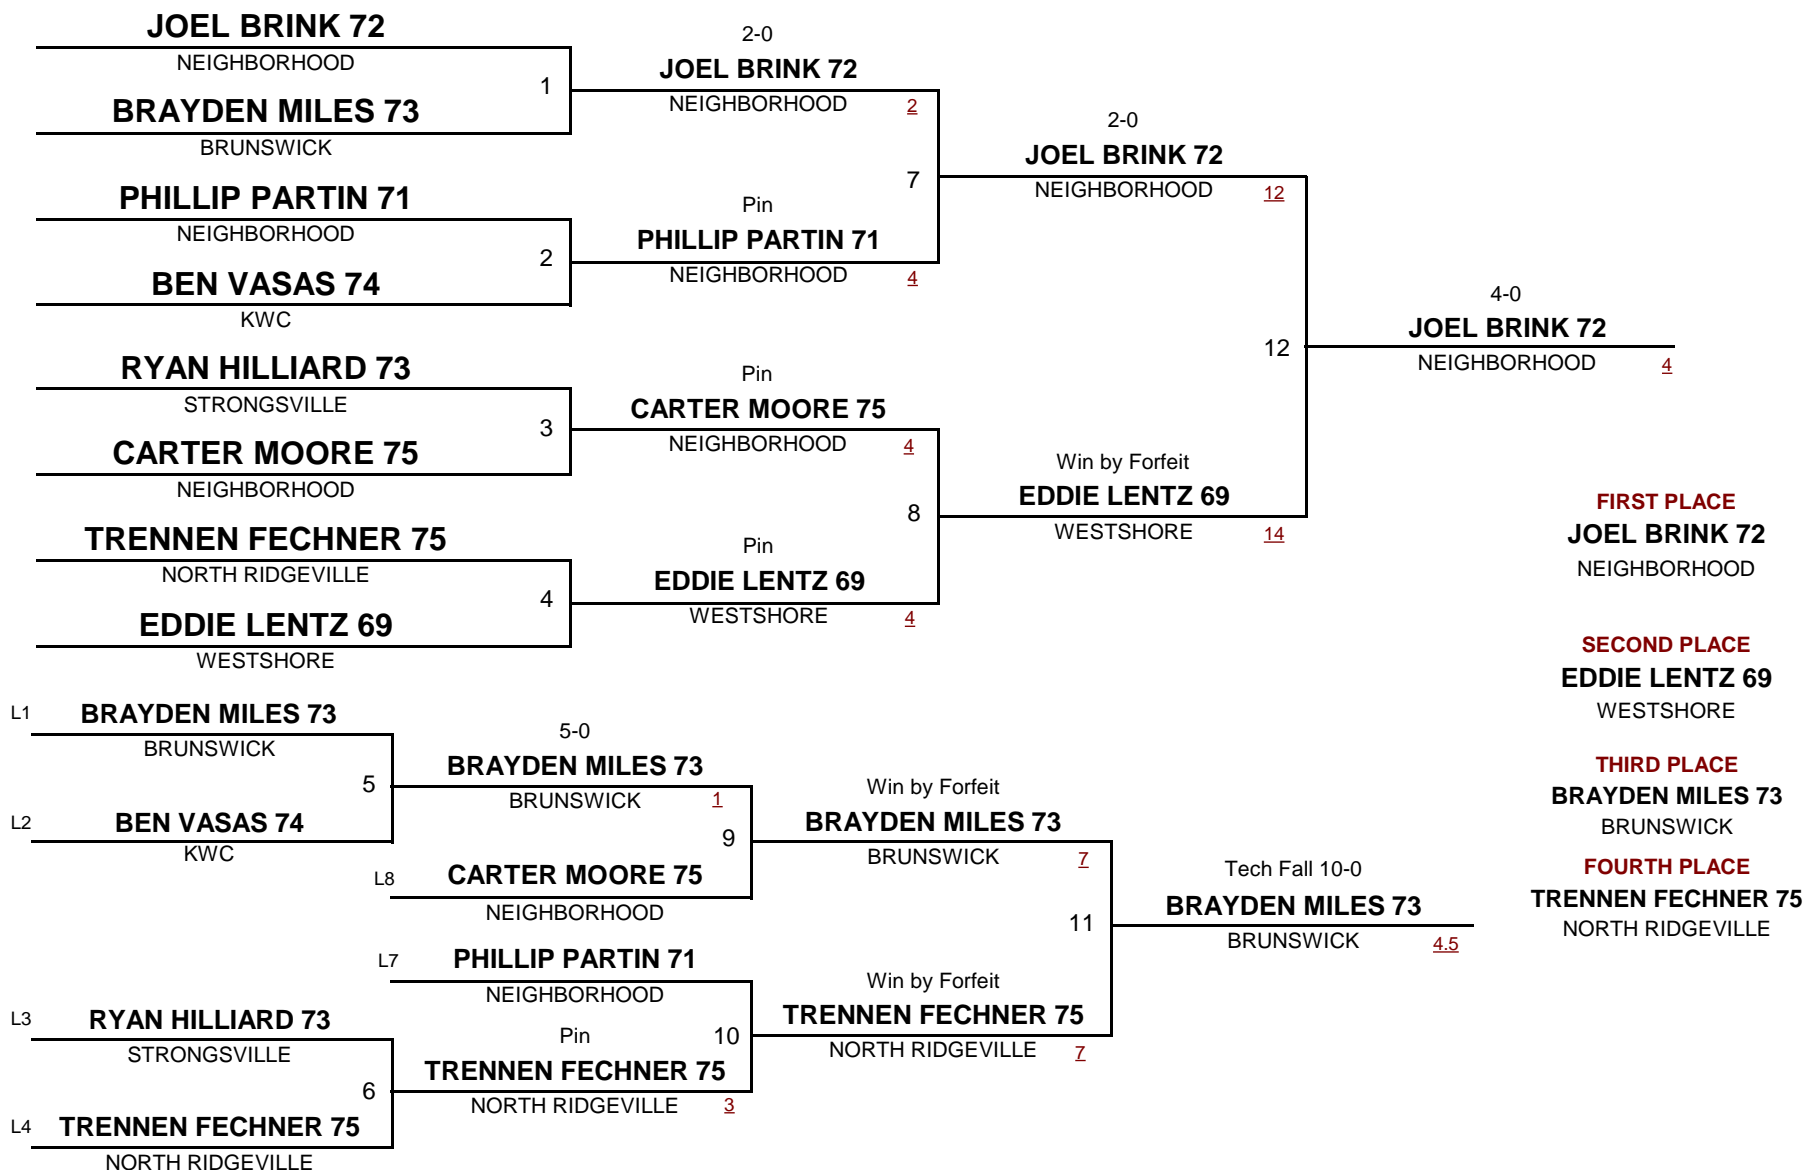 JOEL BRINK 72
NEIGHBORHOOD
1
BRAYDEN MILES 73
BRUNSWICK
PHILLIP PARTIN 71
NEIGHBORHOOD
2
BEN VASAS 74
KWC
RYAN HILLIARD 73
STRONGSVILLE
3
CARTER MOORE 75
NEIGHBORHOOD
TRENNEN FECHNER 75
NORTH RIDGEVILLE
4
EDDIE LENTZ 69
WESTSHORE
2-0
JOEL BRINK 72
NEIGHBORHOOD 2
7
Pin
PHILLIP PARTIN 71
NEIGHBORHOOD 4
Pin
CARTER MOORE 75
NEIGHBORHOOD 4
8
Pin
EDDIE LENTZ 69
WESTSHORE 4
2-0
JOEL BRINK 72
NEIGHBORHOOD 12
12
Win by Forfeit
EDDIE LENTZ 69
WESTSHORE 14
4-0
JOEL BRINK 72
NEIGHBORHOOD 4
FIRST PLACE
JOEL BRINK 72
NEIGHBORHOOD
SECOND PLACE
EDDIE LENTZ 69
WESTSHORE
THIRD PLACE
BRAYDEN MILES 73
BRUNSWICK
FOURTH PLACE
TRENNEN FECHNER 75
NORTH RIDGEVILLE
L1 BRAYDEN MILES 73
BRUNSWICK
5
L2 BEN VASAS 74
KWC
L3 RYAN HILLIARD 73
STRONGSVILLE
6
L4 TRENNEN FECHNER 75
NORTH RIDGEVILLE
5-0
BRAYDEN MILES 73
BRUNSWICK 1
9
L8 CARTER MOORE 75
NEIGHBORHOOD
L7 PHILLIP PARTIN 71
NEIGHBORHOOD
Pin 10
TRENNEN FECHNER 75
NORTH RIDGEVILLE 3
Win by Forfeit
BRAYDEN MILES 73
BRUNSWICK 7
11
Win by Forfeit
TRENNEN FECHNER 75
NORTH RIDGEVILLE 7
Tech Fall 10-0
BRAYDEN MILES 73
BRUNSWICK 4.5